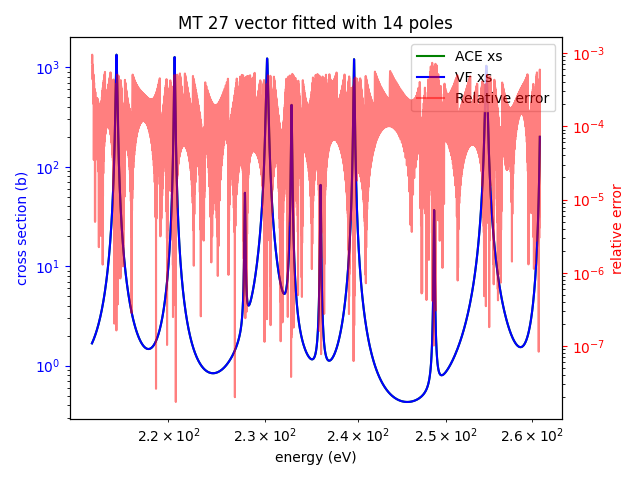 MT 27 vector fitted with 14 poles
ACE xs
VF xs
Relative error
cross section (b)
10³
10²
10¹
10⁰
relative error
10⁻³
10⁻⁴
10⁻⁵
10⁻⁶
10⁻⁷
2.2 × 10² 2.3 × 10² 2.4 × 10² 2.5 × 10² 2.6 × 10²
energy (eV)